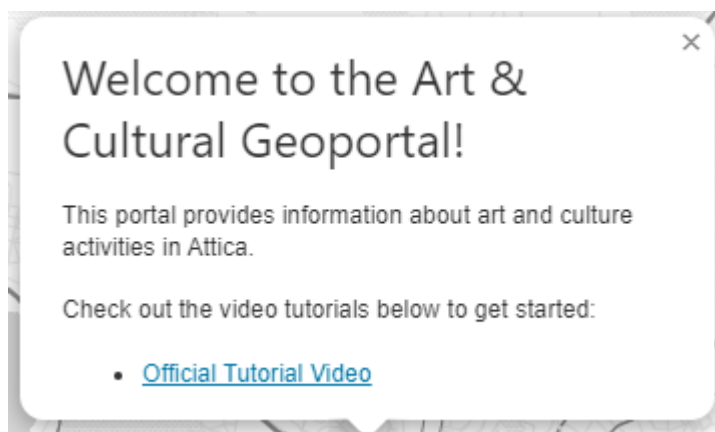 Welcome to the Art &
Cultural Geoportal!
This portal provides information about art and culture
activities in Attica.
Check out the video tutorials below to get started:
• Official Tutorial Video